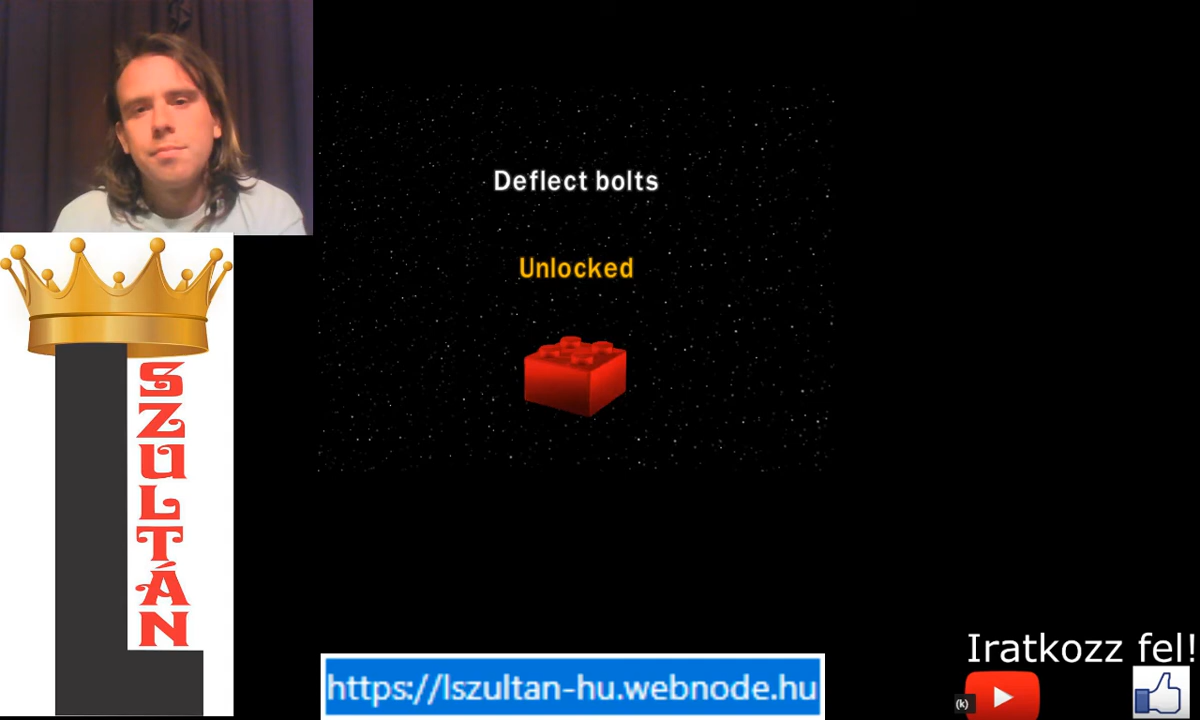 Deflect bolts
Unlocked
SZULTÁN
https://lszultan-hu.webnode.hu
Iratkozz fel!
(k)